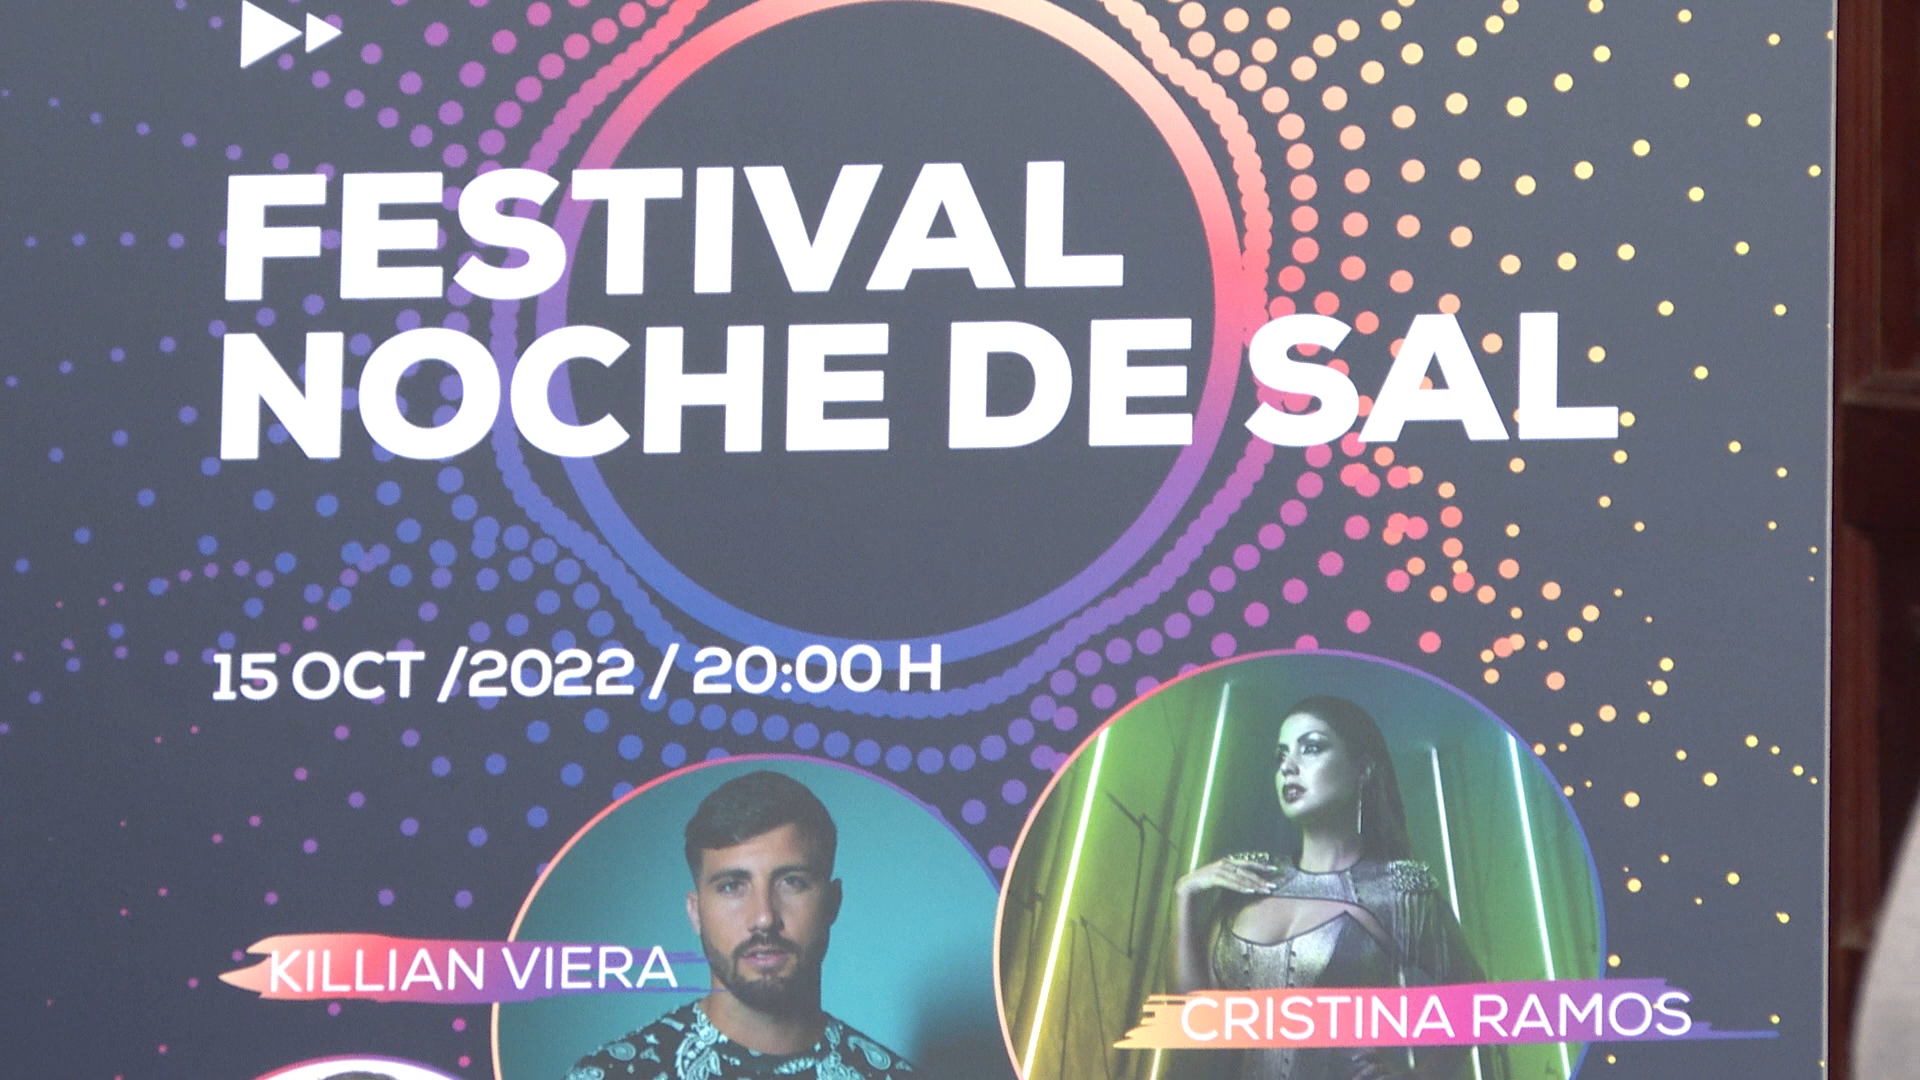 FESTIVAL
NOCHE DE SAL
15 OCT /2022 / 20:00 H
KILLIAN VIERA
CRISTINA RAMOS